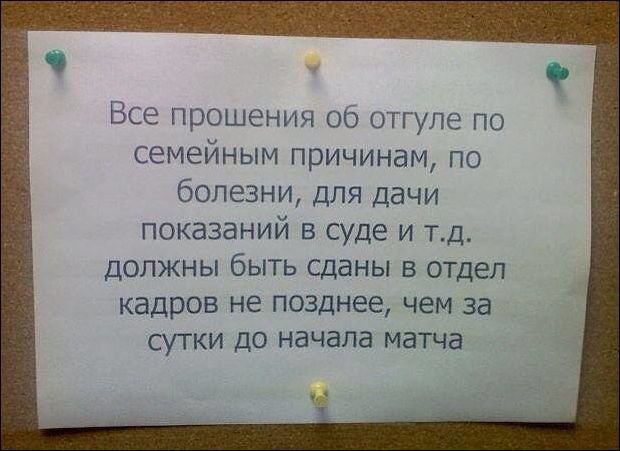 Все прошения об отгуле по
семейным причинам, по
болезни, для дачи
показаний в суде и т.д.
должны быть сданы в отдел
кадров не позднее, чем за
сутки до начала матча